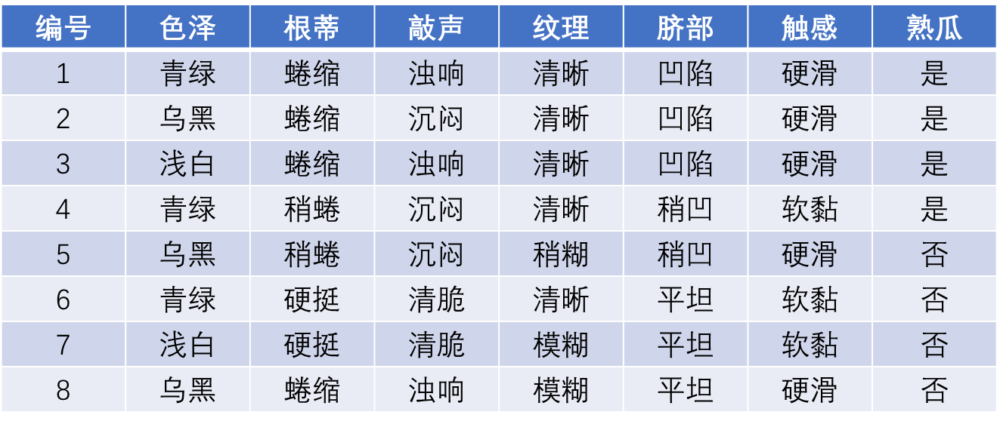 编号 色泽 根蒂 敲声 纹理 脐部 触感 熟瓜
1 青绿 蜷缩 浊响 清晰 凹陷 硬滑 是
2 乌黑 蜷缩 沉闷 清晰 凹陷 硬滑 是
3 浅白 蜷缩 浊响 清晰 凹陷 硬滑 是
4 青绿 稍蜷 沉闷 清晰 稍凹 软黏 是
5 乌黑 稍蜷 沉闷 稍糊 稍凹 硬滑 否
6 青绿 硬挺 清脆 清晰 平坦 软黏 否
7 浅白 硬挺 清脆 模糊 平坦 软黏 否
8 乌黑 蜷缩 浊响 模糊 平坦 硬滑 否